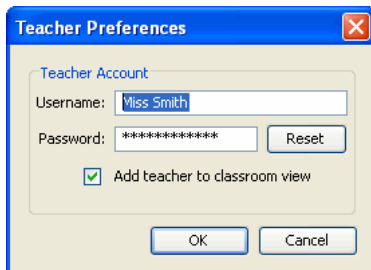 Teacher Preferences
Teacher Account
Username: Miss Smith
Password: ************* Reset
Add teacher to classroom view
OK Cancel